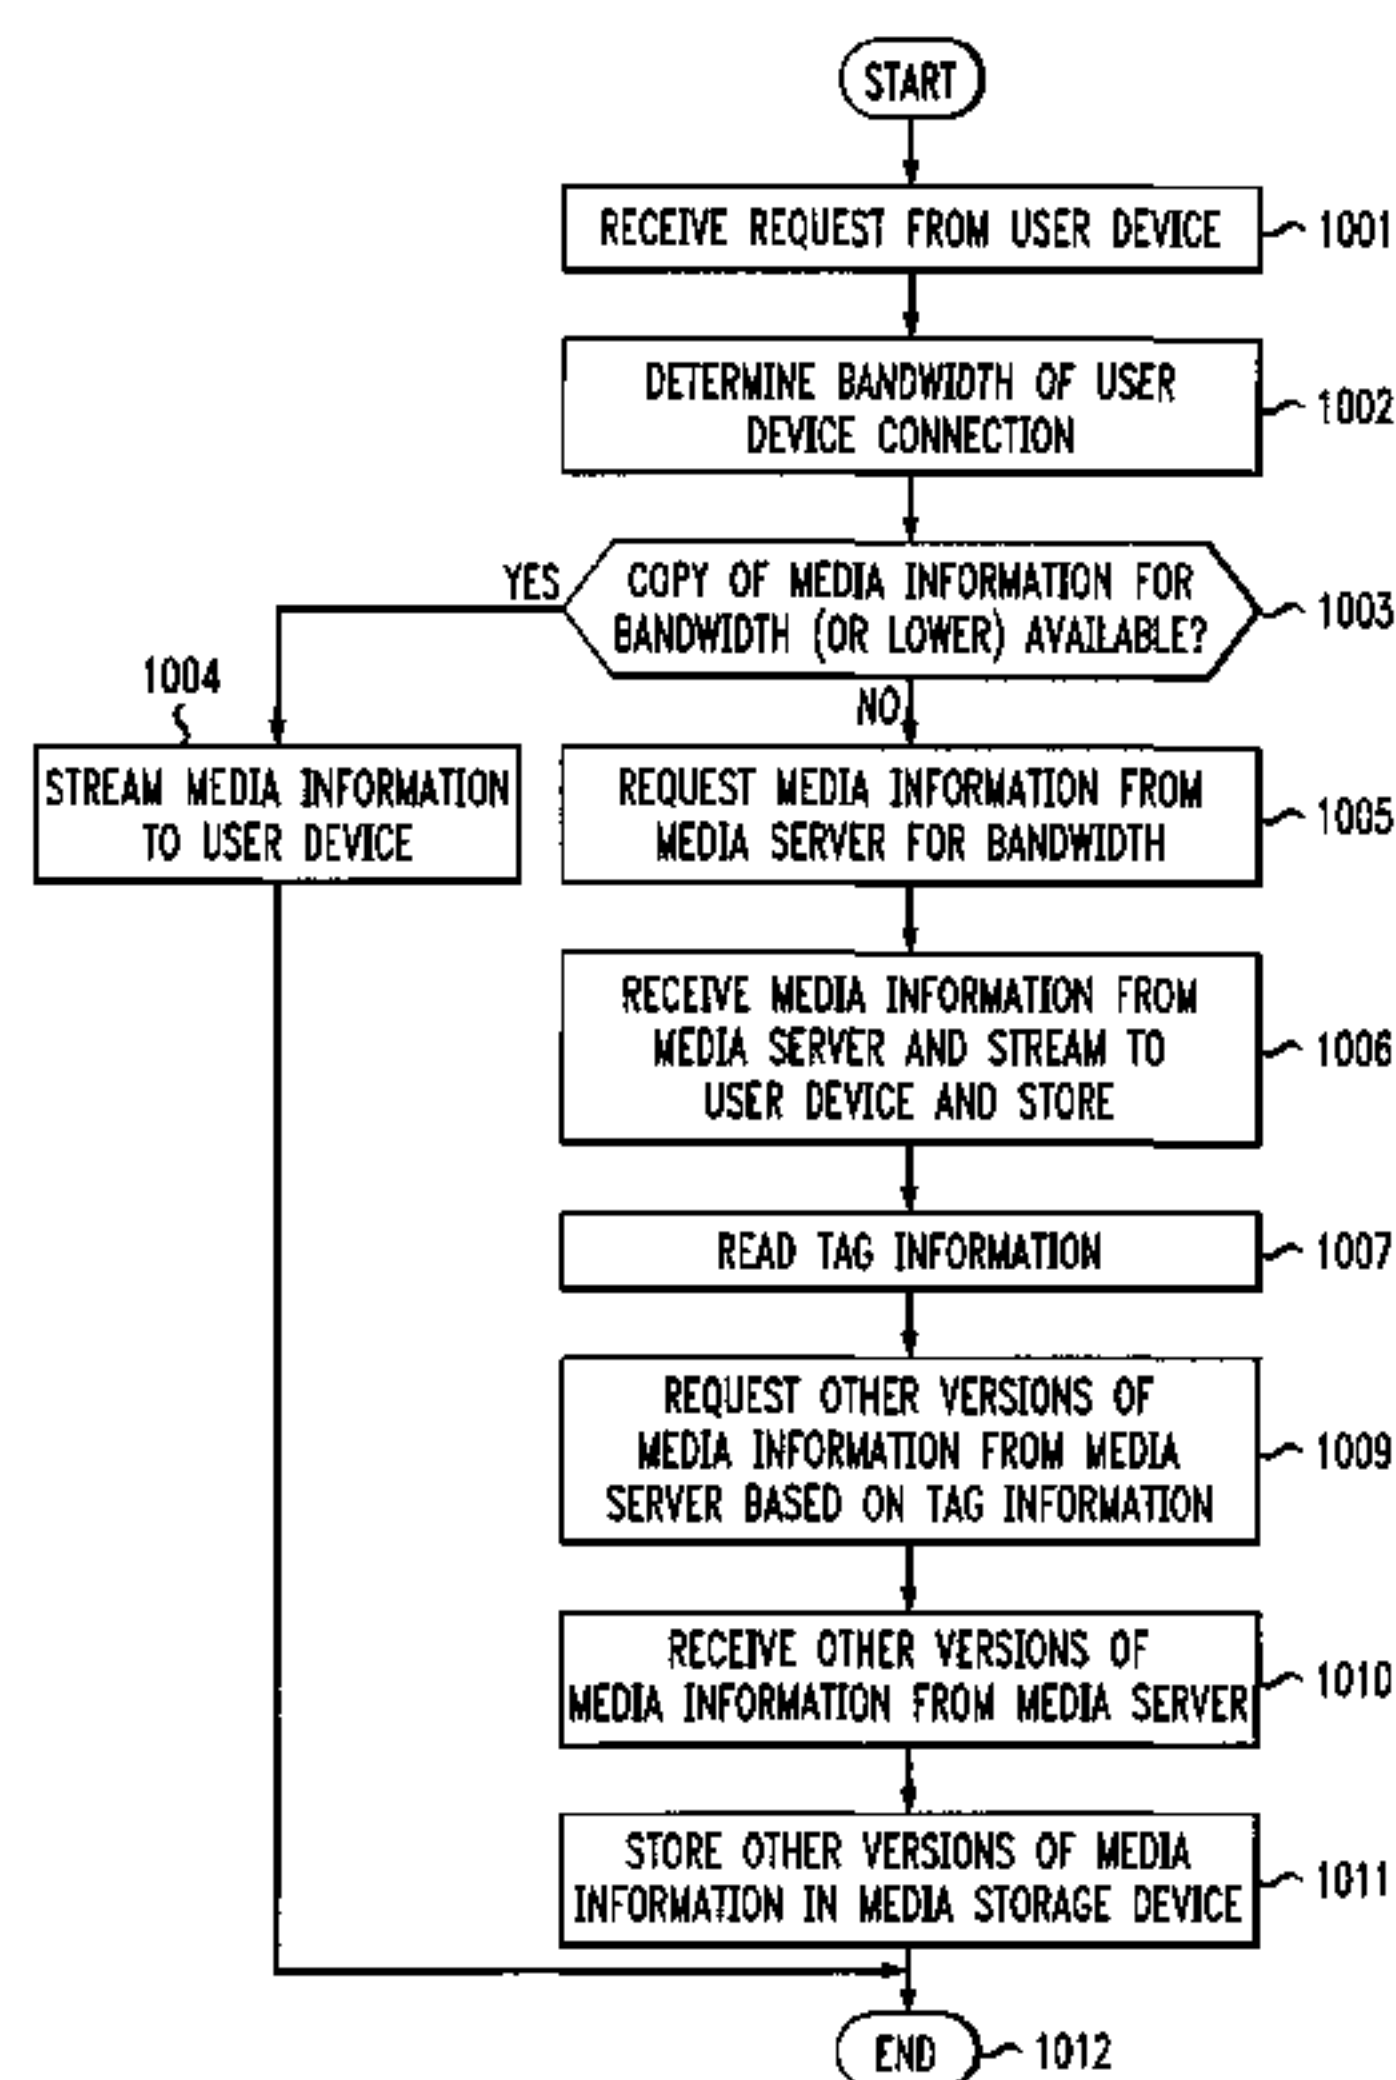 START
RECEIVE REQUEST FROM USER DEVICE
1001
DETERMINE BANDWIDTH OF USER
DEVICE CONNECTION
1002
YES
COPY OF MEDIA INFORMATION FOR
BANDWIDTH (OR LOWER) AVAILABLE?
1003
NO
1004
STREAM MEDIA INFORMATION
TO USER DEVICE
REQUEST MEDIA INFORMATION FROM
MEDIA SERVER FOR BANDWIDTH
1005
RECEIVE MEDIA INFORMATION FROM
MEDIA SERVER AND STREAM TO
USER DEVICE AND STORE
1006
READ TAG INFORMATION
1007
REQUEST OTHER VERSIONS OF
MEDIA INFORMATION FROM MEDIA
SERVER BASED ON TAG INFORMATION
1009
RECEIVE OTHER VERSIONS OF
MEDIA INFORMATION FROM MEDIA SERVER
1010
STORE OTHER VERSIONS OF MEDIA
INFORMATION IN MEDIA STORAGE DEVICE
1011
END
1012